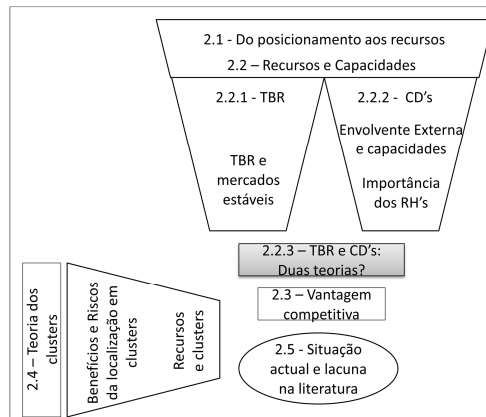 2.1 - Do posicionamento aos recursos
2.2 – Recursos e Capacidades
2.2.1 - TBR
TBR e
mercados
estáveis
2.2.2 - CD's
Envolvente Externa
e capacidades
Importância
dos RH's
2.2.3 – TBR e CD's:
Duas teorias?
2.3 – Vantagem
competitiva
2.4 – Teoria dos
clusters
Benefícios e Riscos
da localização em
clusters
Recursos
e clusters
2.5 - Situação
actual e lacuna
na literatura